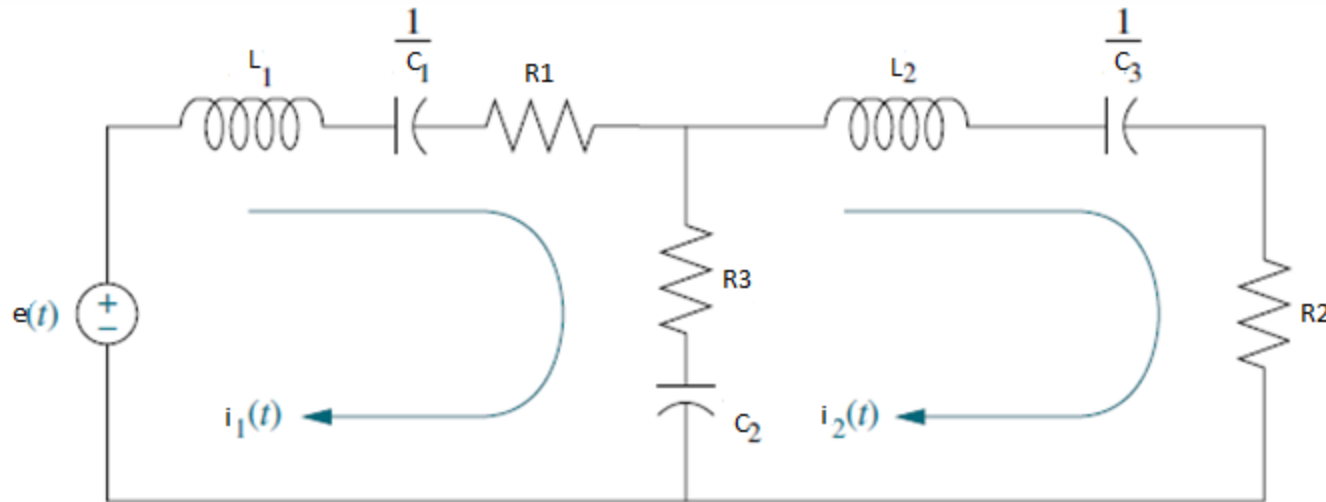 L₁
1
C₁
R1
L₂
1
C₃
e(t)
+
−
R3
R2
i₁(t)
C₂
i₂(t)